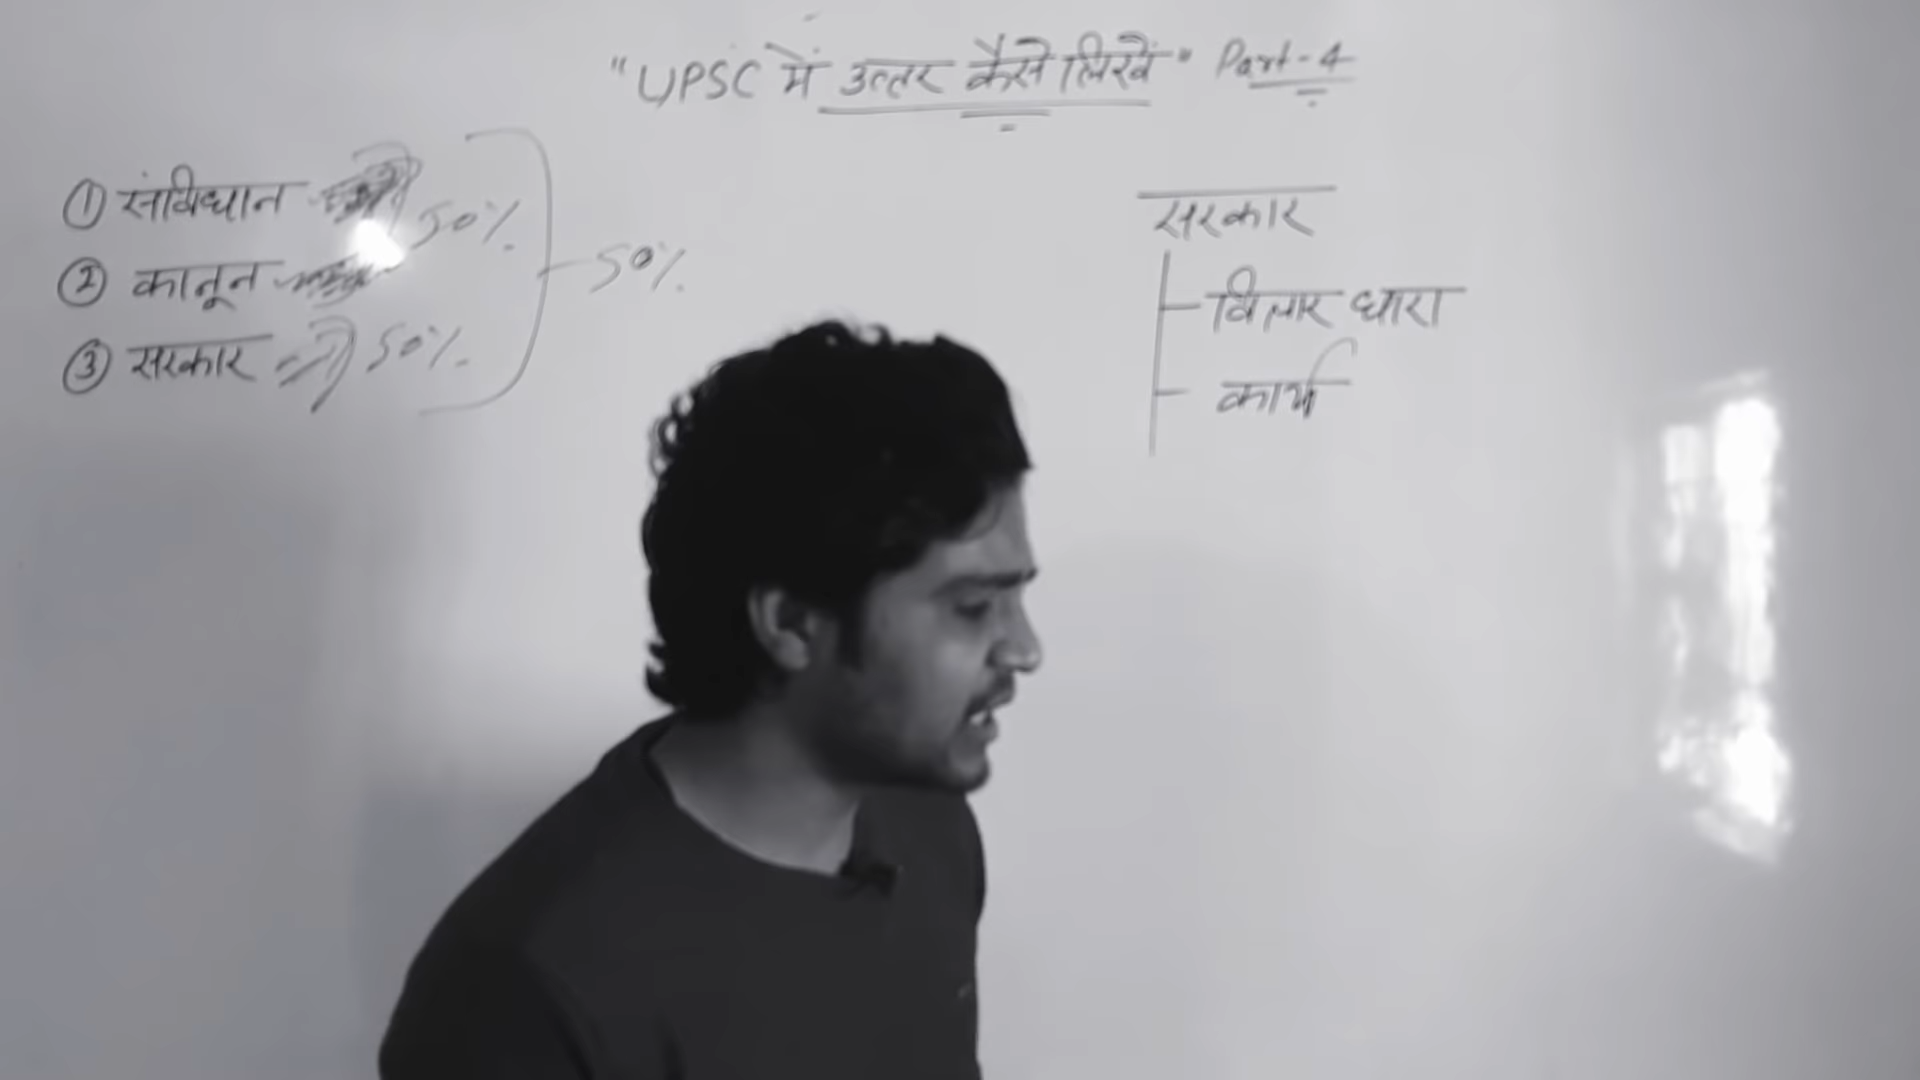 "UPSC में उत्तर कैसे लिखें" Part-4
① संविधान 50%
② कानून
③ सरकार 50%
50%
सरकार
विचार धारा
कार्य